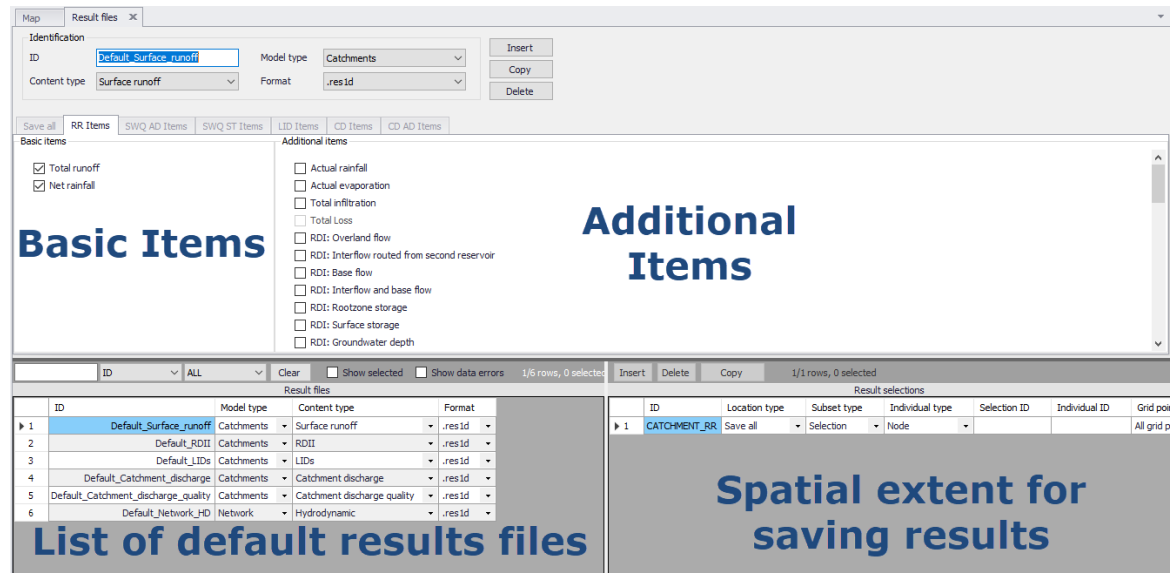 Map Result files X
Identification
ID Default_Surface_runoff Model type Catchments Insert
Content type Surface runoff Format .res1d Copy
Delete
Save all RR Items SWQ AD Items SWQ ST Items LID Items CD Items CD AD Items
Basic items Additional items
Total runoff Actual rainfall
Net rainfall Actual evaporation
Total infiltration
Total Loss
RDI: Overland flow
RDI: Interflow routed from second reservoir
RDI: Base flow
RDI: Interflow and base flow
RDI: Rootzone storage
RDI: Surface storage
RDI: Groundwater depth
Basic Items
Additional
Items
ID ALL Clear Show selected Show data errors 1/6 rows, 0 selected
Result files
ID Model type Content type Format
1 Default_Surface_runoff Catchments Surface runoff .res1d
2 Default_RDII Catchments RDII .res1d
3 Default_LIDs Catchments LIDs .res1d
4 Default_Catchment_discharge Catchments Catchment discharge .res1d
5 Default_Catchment_discharge_quality Catchments Catchment discharge quality .res1d
6 Default_Network_HD Network Hydrodynamic .res1d
List of default results files
Insert Delete Copy 1/1 rows, 0 selected
Result selections
ID Location type Subset type Individual type Selection ID Individual ID Grid poi
1 CATCHMENT_RR Save all Selection Node All grid p
Spatial extent for
saving results